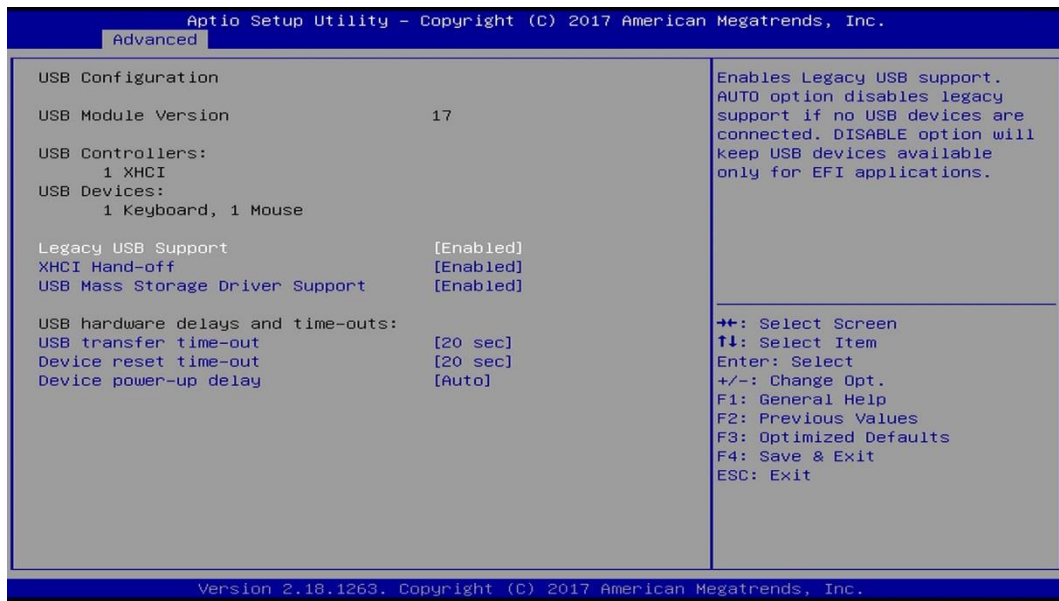 Aptio Setup Utility – Copyright (C) 2017 American Megatrends, Inc.
Advanced
USB Configuration
USB Module Version 17
USB Controllers:
1 XHCI
USB Devices:
1 Keyboard, 1 Mouse
Legacy USB Support [Enabled]
XHCI Hand-off [Enabled]
USB Mass Storage Driver Support [Enabled]
USB hardware delays and time-outs:
USB transfer time-out [20 sec]
Device reset time-out [20 sec]
Device power-up delay [Auto]
Enables Legacy USB support.
AUTO option disables legacy
support if no USB devices are
connected. DISABLE option will
keep USB devices available
only for EFI applications.
→←: Select Screen
↑↓: Select Item
Enter: Select
+/-: Change Opt.
F1: General Help
F2: Previous Values
F3: Optimized Defaults
F4: Save & Exit
ESC: Exit
Version 2.18.1263. Copyright (C) 2017 American Megatrends, Inc.